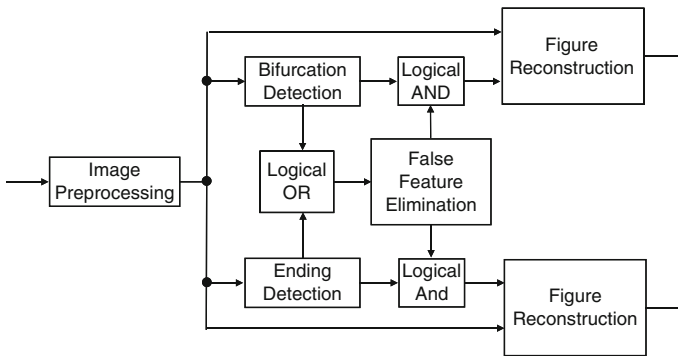 Figure
Reconstruction
Bifurcation
Detection
Logical
AND
Image
Preprocessing
Logical
OR
False
Feature
Elimination
Ending
Detection
Logical
And
Figure
Reconstruction